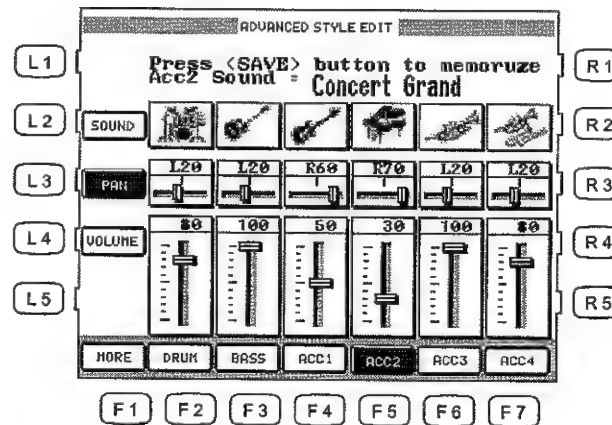 ADVANCED STYLE EDIT
L1 Press <SAVE> button to memoruze R1
Acc2 Sound = Concert Grand
L2 SOUND R2
L20 L20 R60 R70 L20 L20
L3 PAN R3
80 100 50 30 100 80
L4 VOLUME R4
L5 R5
MORE DRUM BASS ACC1 ACC2 ACC3 ACC4
F1 F2 F3 F4 F5 F6 F7